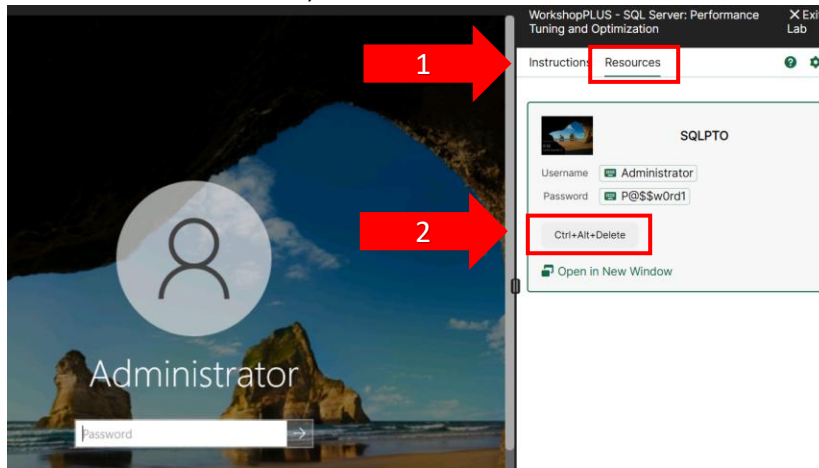 WorkshopPLUS - SQL Server: Performance
Tuning and Optimization
Exit
Lab
1
Instructions
Resources
SQLPTO
Username
Administrator
Password
P@$$w0rd1
2
Ctrl+Alt+Delete
Open in New Window
Administrator
Password